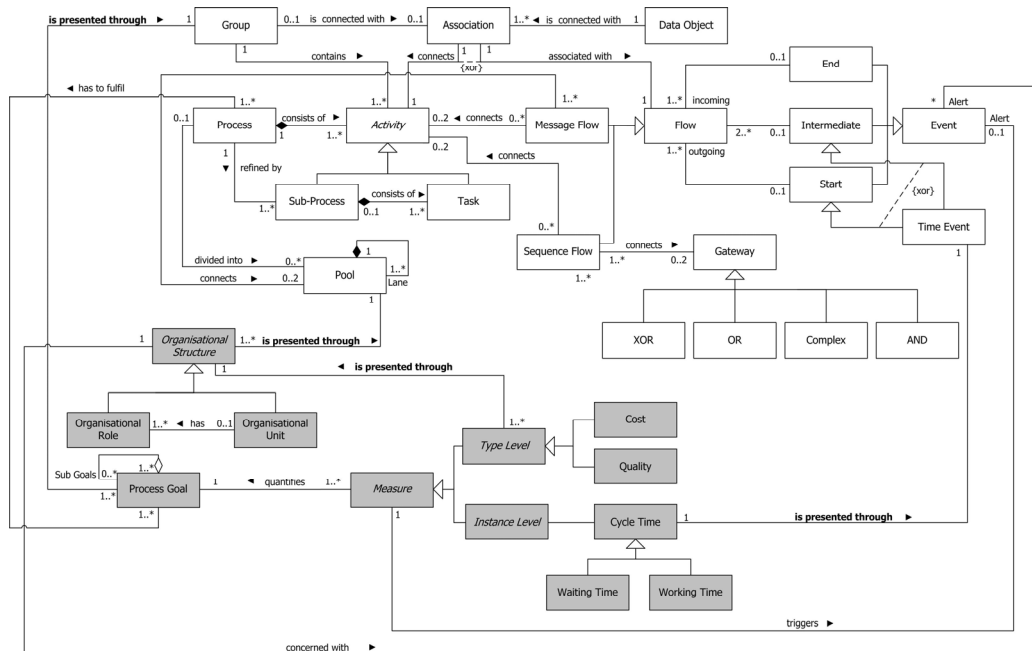 is presented through ► 1 Group 0..1 is connected with ► 0..1 Association 1..* ◄ is connected with 1 Data Object
1 contains ► ◄ connects 1 1 associated with ►
{xor}
0..1 End
◄ has to fulfil
1..* 1..* 1 1..* 1 1..* incoming * Alert
0..1 Process consists of ► Activity 0..2 ◄ connects 0..* Message Flow Flow 2..* 0..1 Intermediate Event Alert
1 1..* 0..2 outgoing 0..1
1 refined by ◄ connects 1..* Start
▼ 0..1 {xor}
1..* Sub-Process consists of ► Task
0..1 1..*
0..* Time Event
Sequence Flow connects ► Gateway 1
1..* 1..* 0..2
divided into ► 0..* 1
connects ► 0..2 Pool 1..*
Lane
1
XOR OR Complex AND
1 Organisational
Structure 1..* is presented through ►
1 ◄ is presented through
Organisational
Role 1..* ◄ has 0..1 Organisational
Unit
1..* Cost
Type Level
Quality
Sub Goals 0..* 1..*
1..* Process Goal 1 ◄ quantifies 1..* Measure
1..* 1
Instance Level Cycle Time 1 is presented through ►
Waiting Time Working Time
triggers ►
concerned with ►